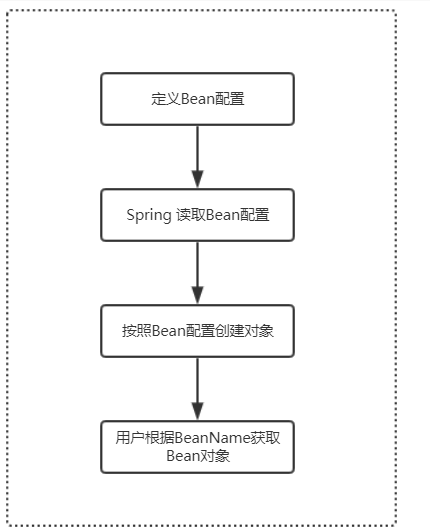 定义Bean配置
Spring 读取Bean配置
按照Bean配置创建对象
用户根据BeanName获取
Bean对象